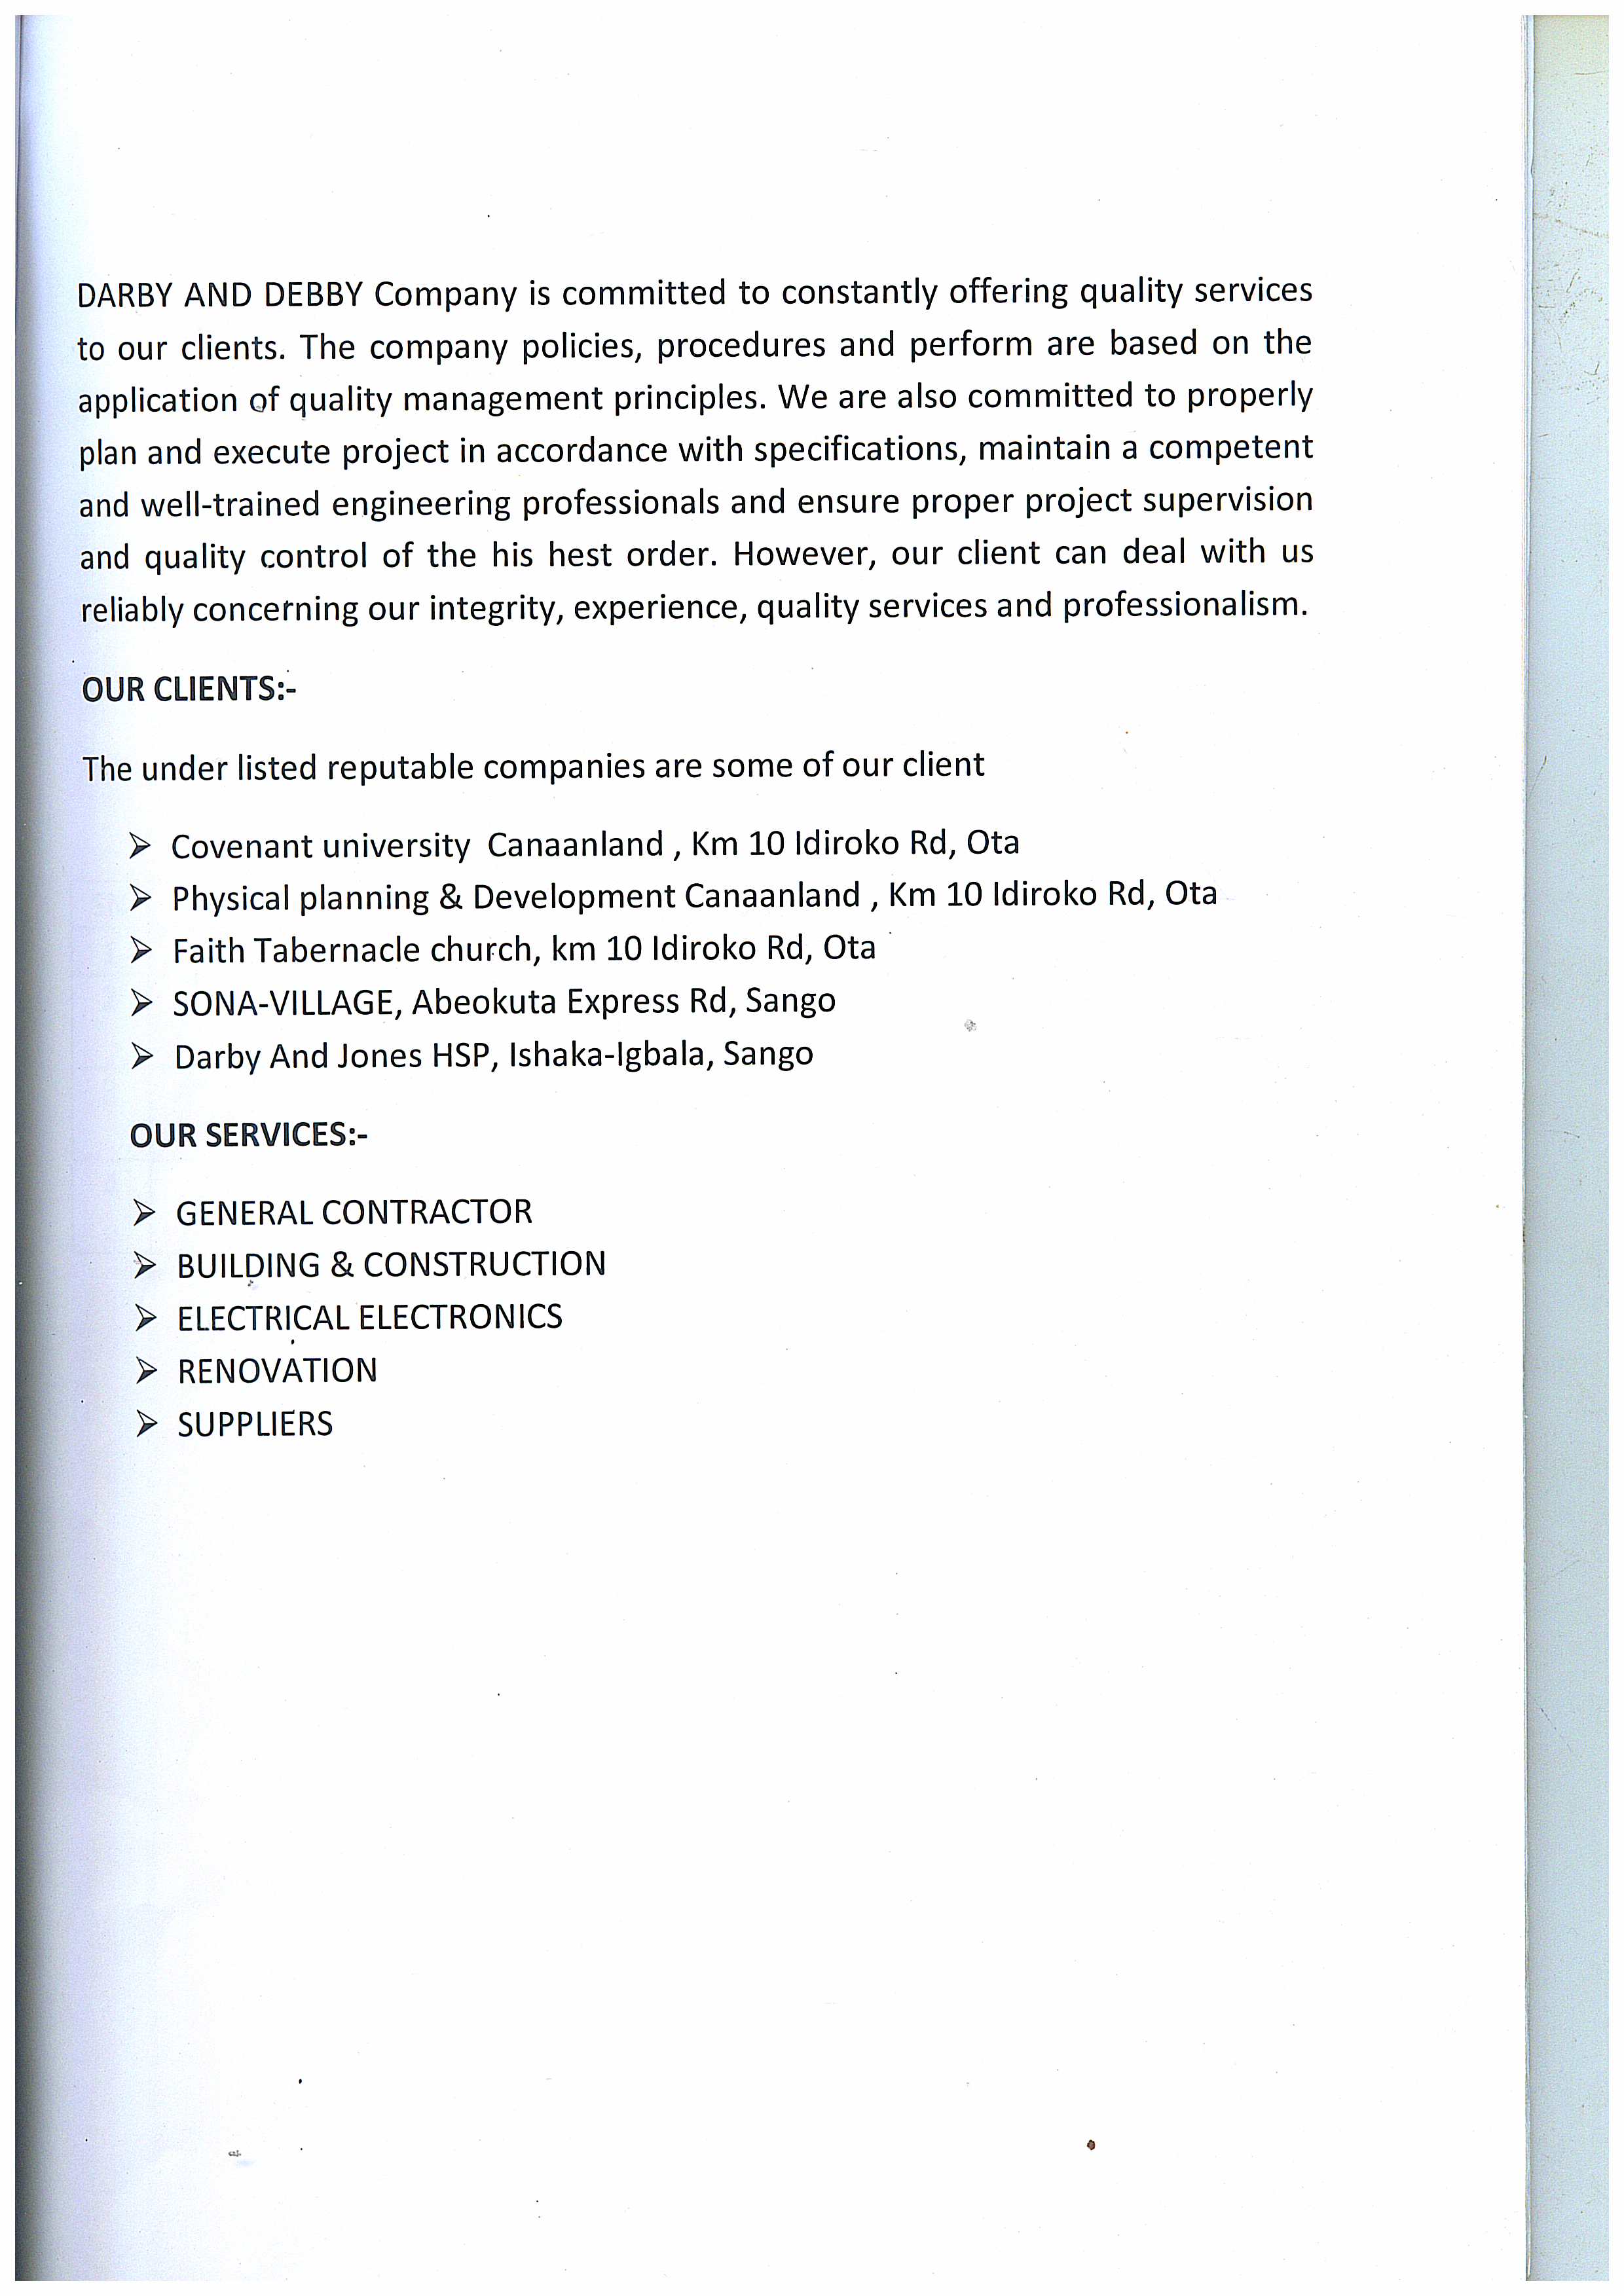 DARBY AND DEBBY Company is committed to constantly offering quality services
to our clients. The company policies, procedures and perform are based on the
application of quality management principles. We are also committed to properly
plan and execute project in accordance with specifications, maintain a competent
and well-trained engineering professionals and ensure proper project supervision
and quality control of the his hest order. However, our client can deal with us
reliably concerning our integrity, experience, quality services and professionalism.
OUR CLIENTS:-
The under listed reputable companies are some of our client
➢ Covenant university Canaanland , Km 10 Idiroko Rd, Ota
➢ Physical planning & Development Canaanland , Km 10 Idiroko Rd, Ota
➢ Faith Tabernacle church, km 10 Idiroko Rd, Ota
➢ SONA-VILLAGE, Abeokuta Express Rd, Sango
➢ Darby And Jones HSP, Ishaka-Igbala, Sango
OUR SERVICES:-
➢ GENERAL CONTRACTOR
➢ BUILDING & CONSTRUCTION
➢ ELECTRICAL ELECTRONICS
➢ RENOVATION
➢ SUPPLIERS